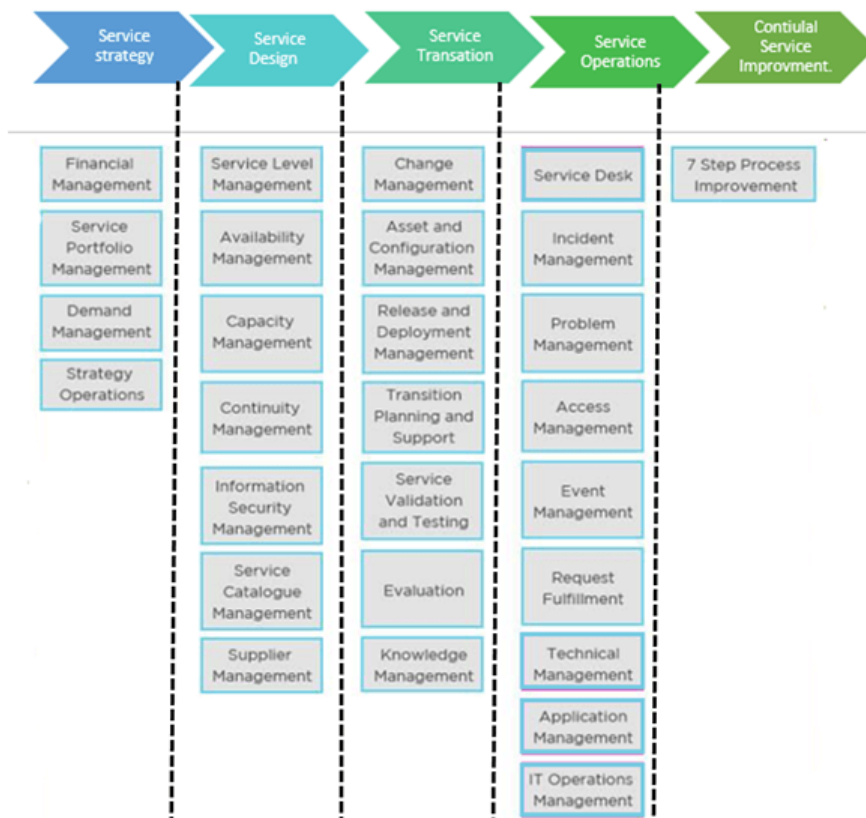 Service
strategy
Service
Design
Service
Transation
Service
Operations
Contiulal
Service
Improvment.
Financial
Management
Service
Portfolio
Management
Demand
Management
Strategy
Operations
Service Level
Management
Availability
Management
Capacity
Management
Continuity
Management
Information
Security
Management
Service
Catalogue
Management
Supplier
Management
Change
Management
Asset and
Configuration
Management
Release and
Deployment
Management
Transition
Planning and
Support
Service
Validation
and Testing
Evaluation
Knowledge
Management
Service Desk
Incident
Management
Problem
Management
Access
Management
Event
Management
Request
Fulfillment
Technical
Management
Application
Management
IT Operations
Management
7 Step Process
Improvement